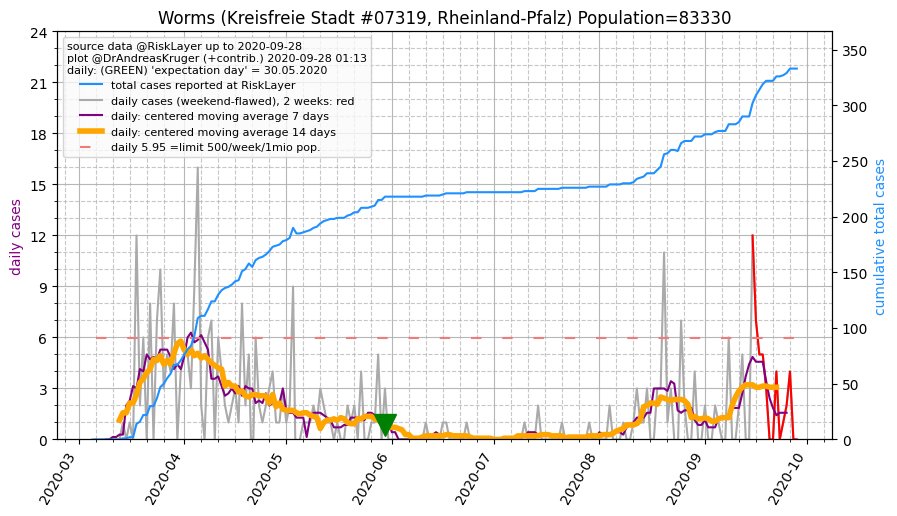 Worms (Kreisfreie Stadt #07319, Rheinland-Pfalz) Population=83330
source data @RiskLayer up to 2020-09-28
plot @DrAndreasKruger (+contrib.) 2020-09-28 01:13
daily: (GREEN) 'expectation day' = 30.05.2020
total cases reported at RiskLayer
daily cases (weekend-flawed), 2 weeks: red
daily: centered moving average 7 days
daily: centered moving average 14 days
daily 5.95 =limit 500/week/1mio pop.
daily cases
24
21
18
15
12
9
6
3
0
350
300
250
200
150
100
50
0
cumulative total cases
2020-03
2020-04
2020-05
2020-06
2020-07
2020-08
2020-09
2020-10